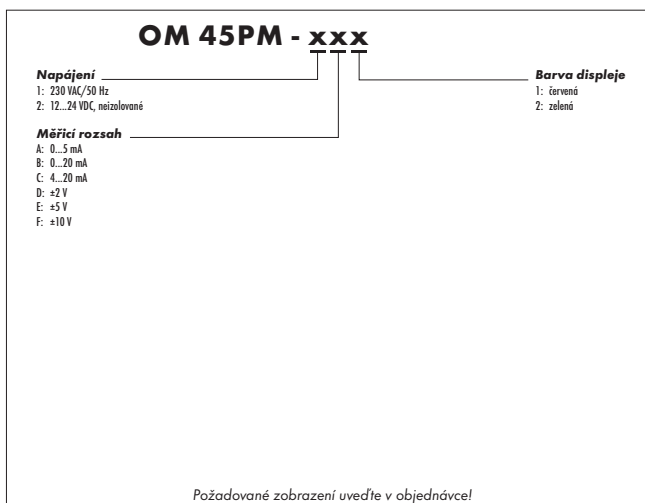 OM 45PM - xxx
Napájení
1: 230 VAC/50 Hz
2: 12...24 VDC, neizolované
Měřicí rozsah
A: 0...5 mA
B: 0...20 mA
C: 4...20 mA
D: ±2 V
E: ±5 V
F: ±10 V
Barva displeje
1: červená
2: zelená
Požadované zobrazení uveďte v objednávce!